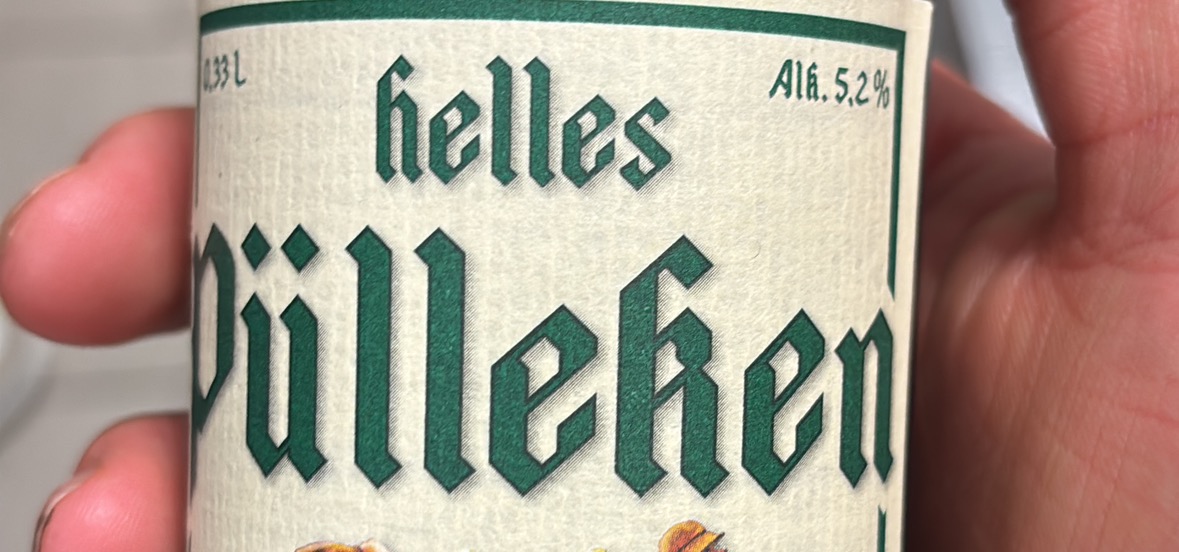 0,33 L
helles
Alk. 5,2 %
Pülleken